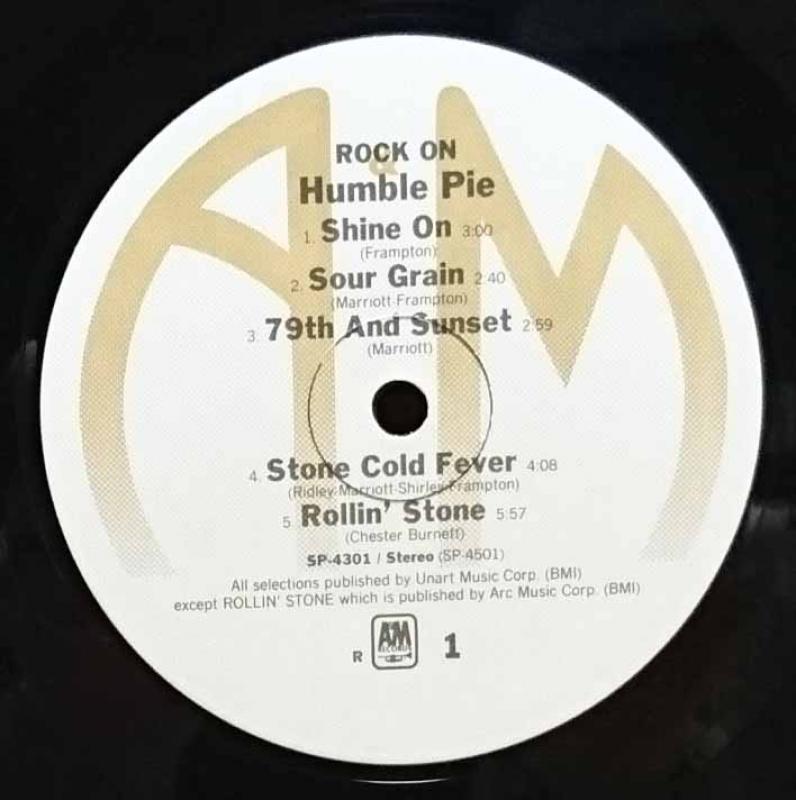 ROCK ON
Humble Pie
1. Shine On 3:00
(Frampton)
2. Sour Grain 2:40
(Marriott-Frampton)
3. 79th And Sunset 2:59
(Marriott)
4. Stone Cold Fever 4:08
(Ridley-Marriott-Shirley-Frampton)
5. Rollin' Stone 5:57
(Chester Burnett)
SP-4301 / Stereo (SP-4501)
All selections published by Unart Music Corp. (BMI)
except ROLLIN' STONE which is published by Arc Music Corp. (BMI)
R A&M RECORDS 1